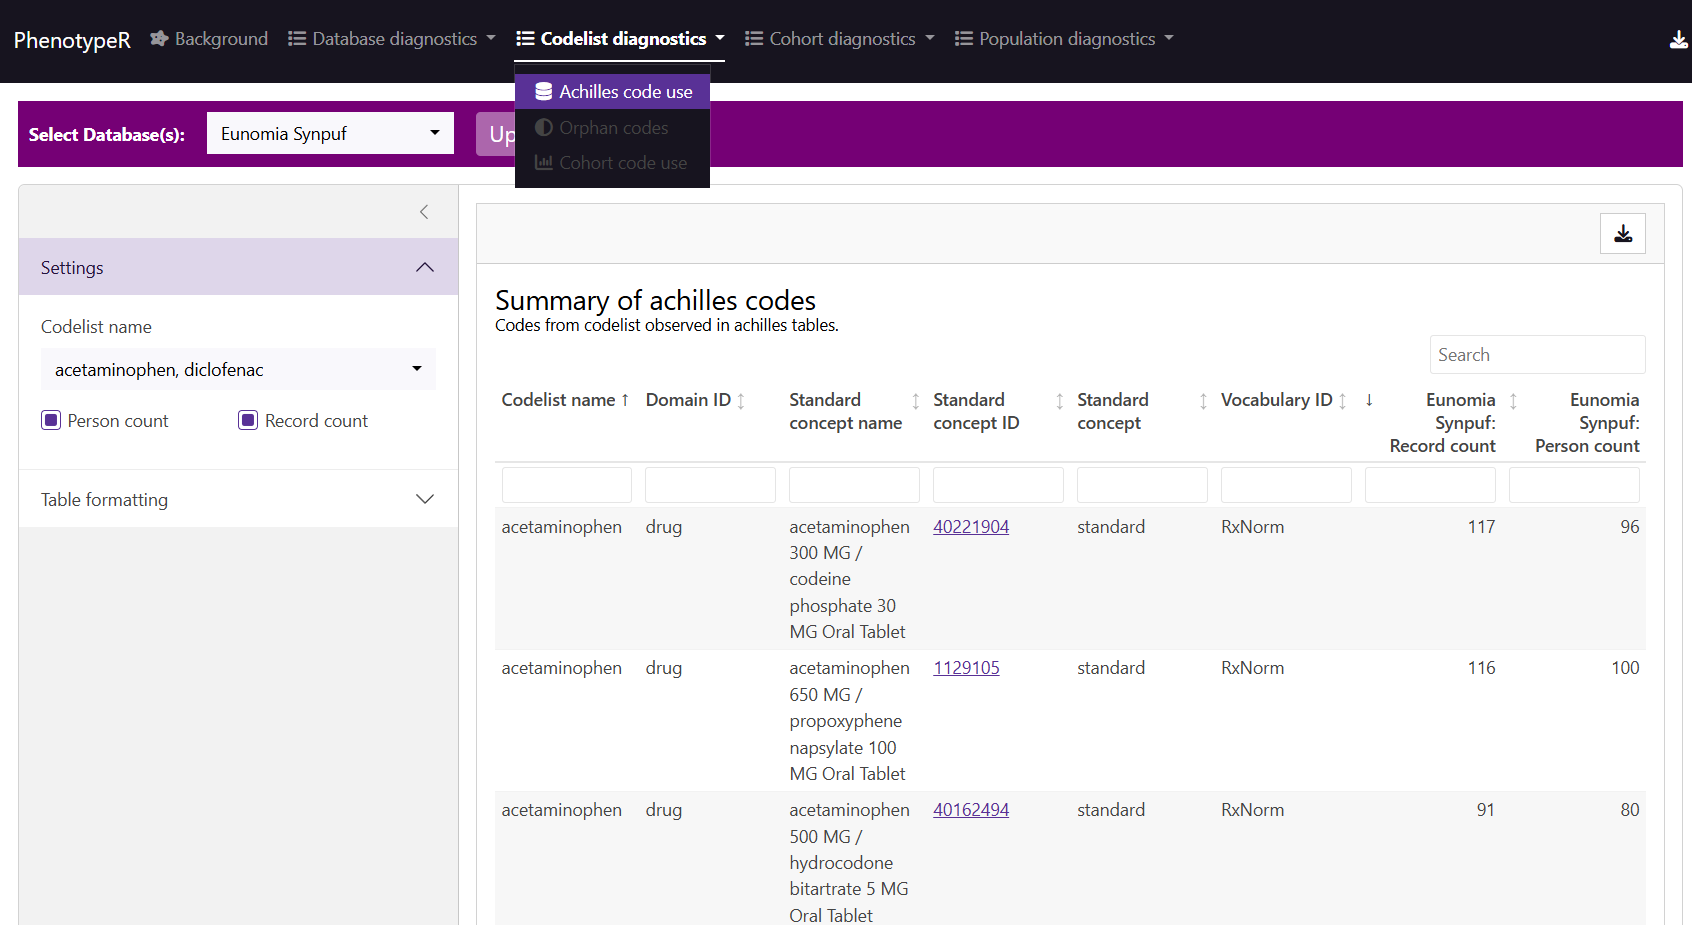 PhenotypeR Background Database diagnostics Codelist diagnostics Cohort diagnostics Population diagnostics
Achilles code use
Orphan codes
Cohort code use
Select Database(s): Eunomia Synpuf Up
Settings
Codelist name
acetaminophen, diclofenac
Person count Record count
Table formatting
Summary of achilles codes
Codes from codelist observed in achilles tables.
Search
Codelist name ↑ Domain ID Standard Standard Standard Vocabulary ID ↓ Eunomia Eunomia
concept name concept ID concept Synpuf: Synpuf:
Record count Person count
acetaminophen drug acetaminophen 40221904 standard RxNorm 117 96
300 MG /
codeine
phosphate 30
MG Oral Tablet
acetaminophen drug acetaminophen 1129105 standard RxNorm 116 100
650 MG /
propoxyphene
napsylate 100
MG Oral Tablet
acetaminophen drug acetaminophen 40162494 standard RxNorm 91 80
500 MG /
hydrocodone
bitartrate 5 MG
Oral Tablet